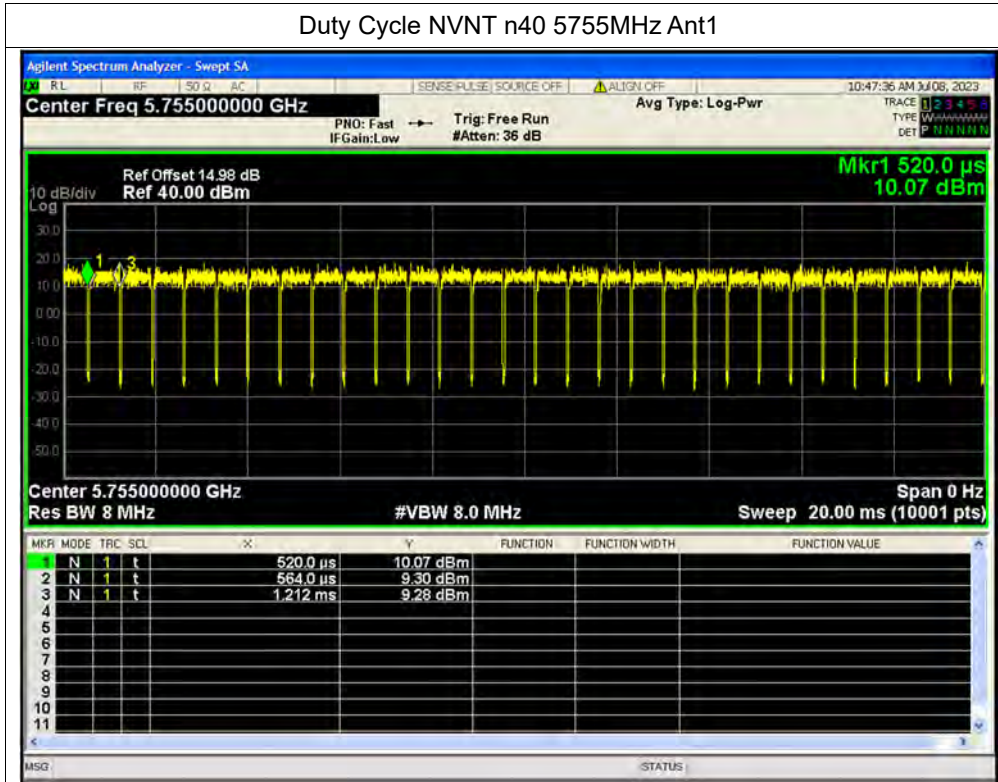 Duty Cycle NVNT n40 5755MHz Ant1
Agilent Spectrum Analyzer - Swept SA
LXI RL RF 50 Ω AC SENSE:PULSE SOURCE OFF ALIGN OFF 10:47:36 AM Jul 08, 2023
Center Freq 5.755000000 GHz Avg Type: Log-Pwr TRACE 1 2 3 4 5 6
PNO: Fast Trig: Free Run TYPE W
IFGain:Low #Atten: 36 dB DET P N N N N N
Mkr1 520.0 µs
10.07 dBm
Ref Offset 14.98 dB
10 dB/div Ref 40.00 dBm
Log
30.0
20.0
1 3
10.0
0.00
-10.0
-20.0
-30.0
-40.0
-50.0
Center 5.755000000 GHz Span 0 Hz
Res BW 8 MHz #VBW 8.0 MHz Sweep 20.00 ms (10001 pts)
MKR MODE TRC SCL X Y FUNCTION FUNCTION WIDTH FUNCTION VALUE
1 N 1 t 520.0 µs 10.07 dBm
2 N 1 t 564.0 µs 9.30 dBm
3 N 1 t 1.212 ms 9.28 dBm
4
5
6
7
8
9
10
11
MSG STATUS